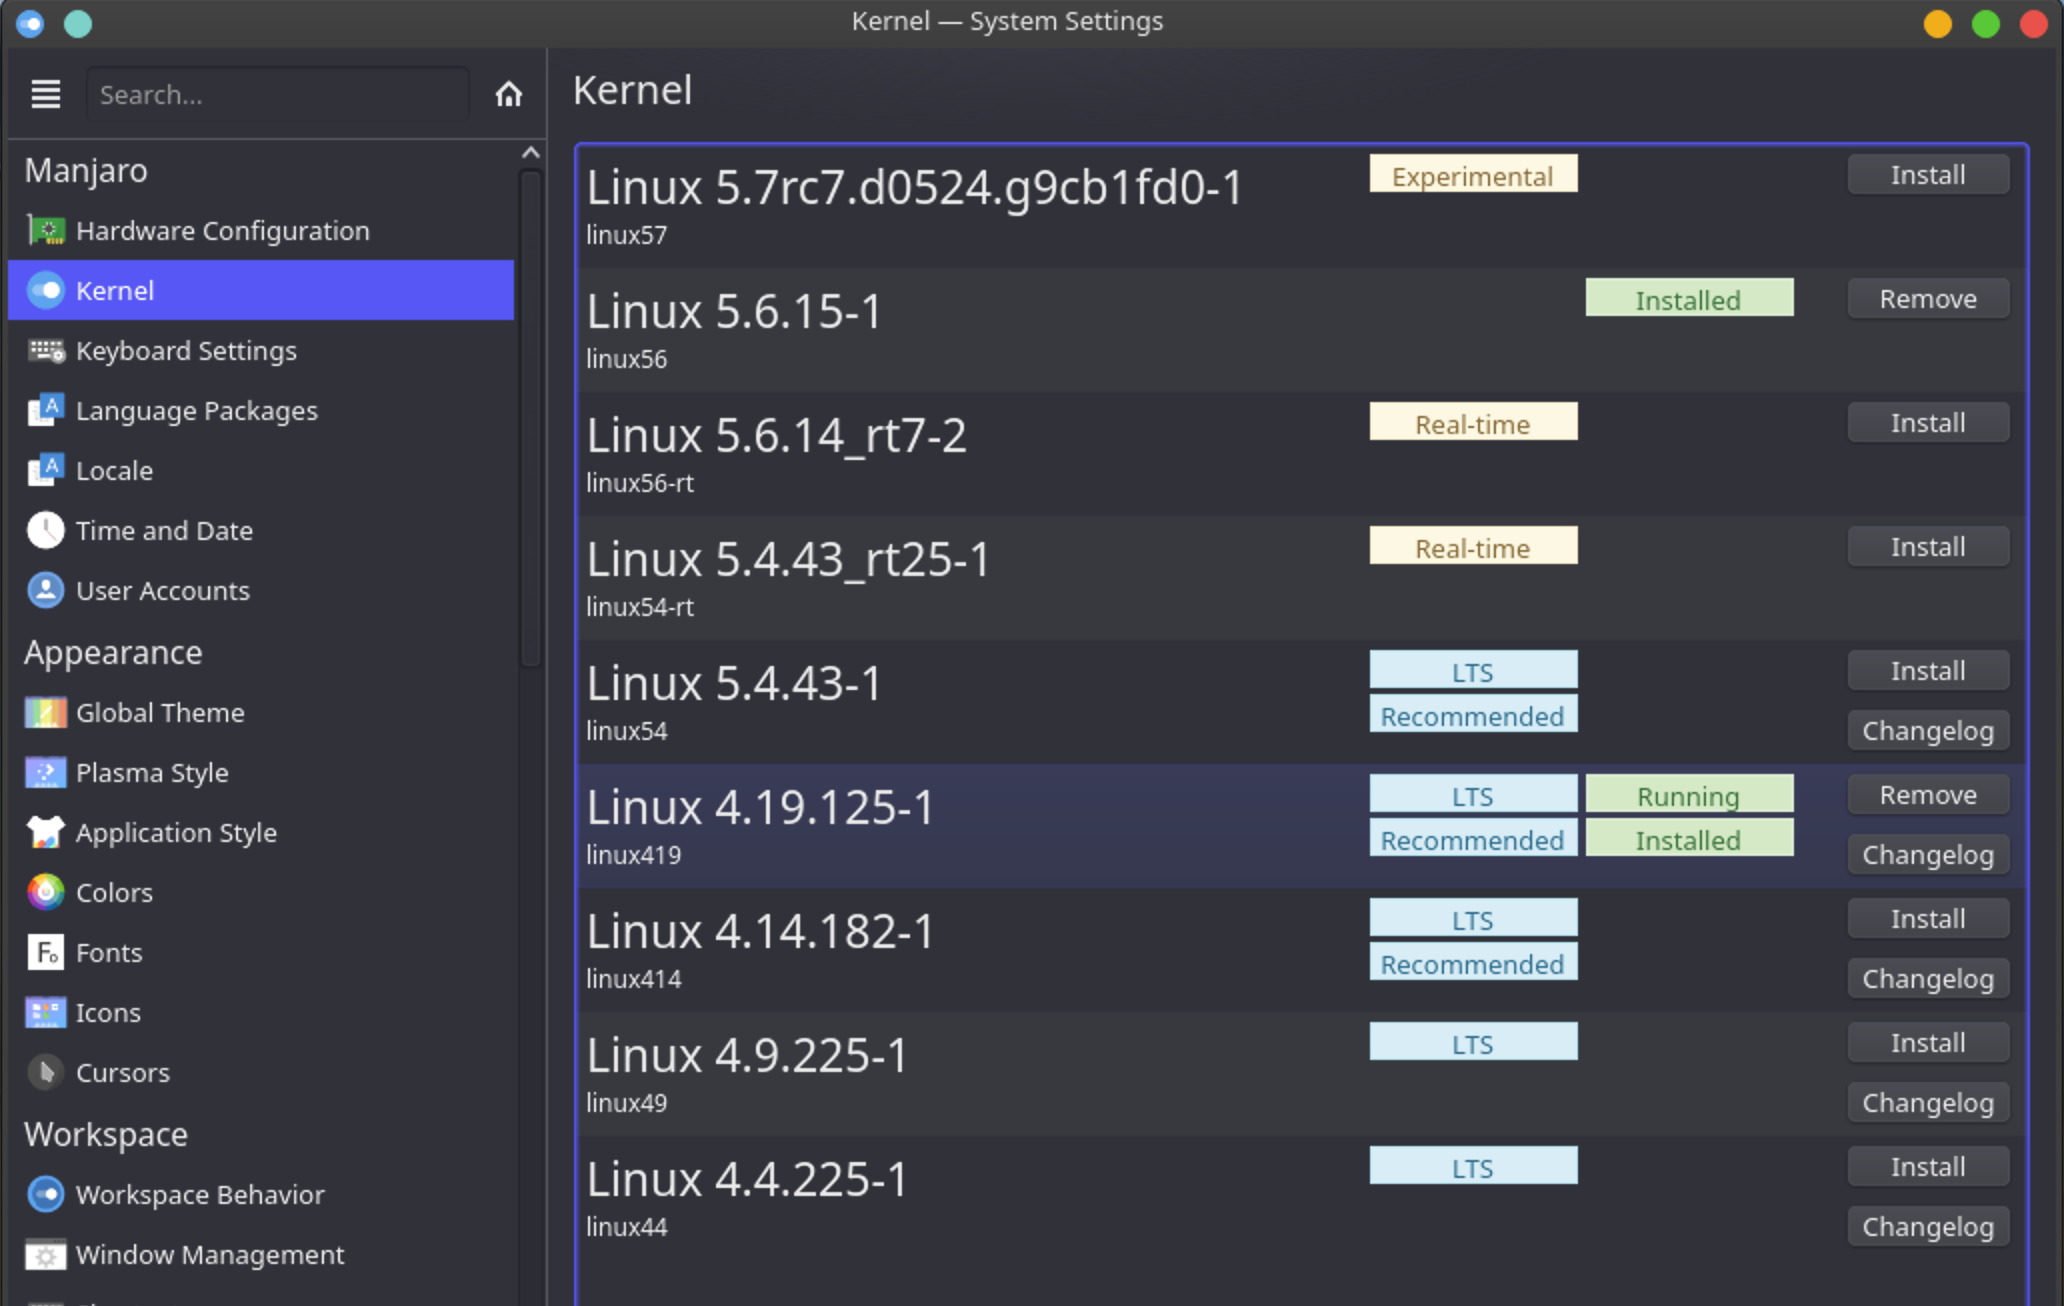 Kernel — System Settings
Search...
Manjaro
Hardware Configuration
Kernel
Keyboard Settings
Language Packages
Locale
Time and Date
User Accounts
Appearance
Global Theme
Plasma Style
Application Style
Colors
Fonts
Icons
Cursors
Workspace
Workspace Behavior
Window Management
Kernel
Linux 5.7rc7.d0524.g9cb1fd0-1
linux57
Experimental
Install
Linux 5.6.15-1
linux56
Installed
Remove
Linux 5.6.14_rt7-2
linux56-rt
Real-time
Install
Linux 5.4.43_rt25-1
linux54-rt
Real-time
Install
Linux 5.4.43-1
linux54
LTS
Recommended
Install
Changelog
Linux 4.19.125-1
linux419
LTS
Recommended
Running
Installed
Remove
Changelog
Linux 4.14.182-1
linux414
LTS
Recommended
Install
Changelog
Linux 4.9.225-1
linux49
LTS
Install
Changelog
Linux 4.4.225-1
linux44
LTS
Install
Changelog